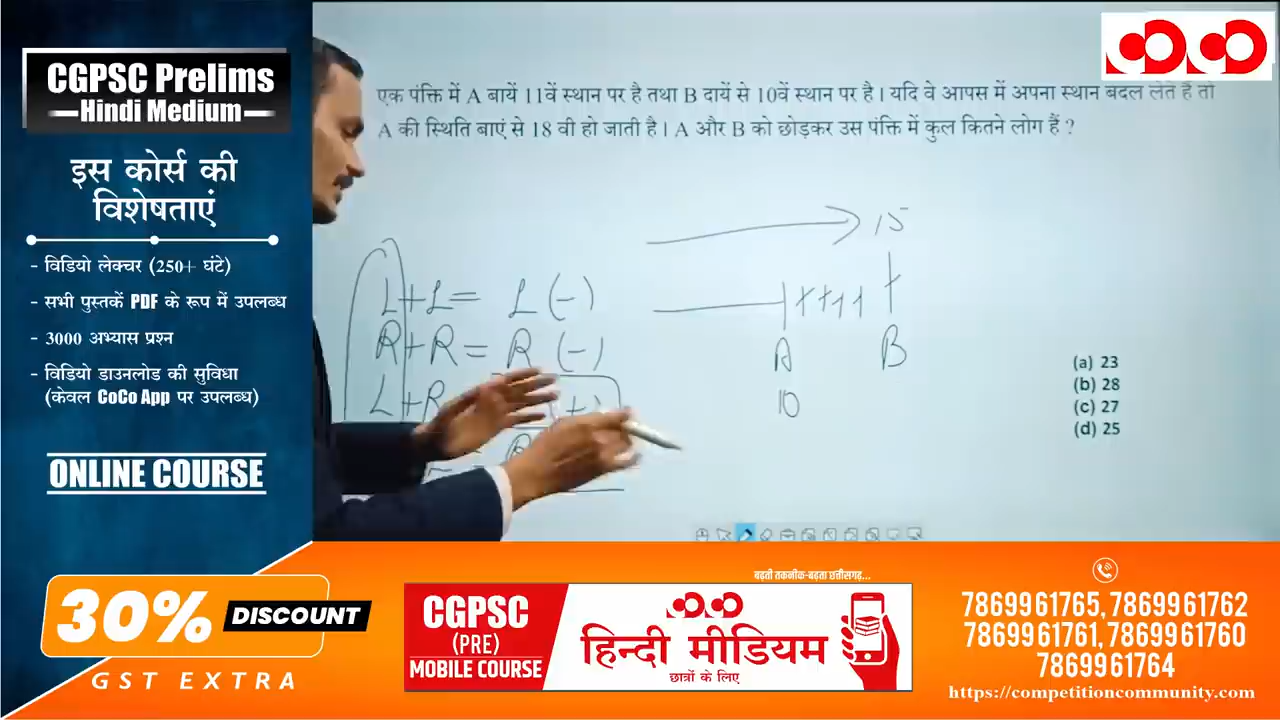 CGPSC Prelims
Hindi Medium
इस कोर्स की
विशेषताएं
- विडियो लेक्चर (250+ घंटे)
- सभी पुस्तकें PDF के रूप में उपलब्ध
- 3000 अभ्यास प्रश्न
- विडियो डाउनलोड की सुविधा
(केवल CoCo App पर उपलब्ध)
ONLINE COURSE
एक पंक्ति में A बायें 11वें स्थान पर है तथा B दायें से 10वें स्थान पर है। यदि वे आपस में अपना स्थान बदल लेते है तो
A की स्थिति बाएं से 18 वी हो जाती है। A और B को छोड़कर उस पंक्ति में कुल कितने लोग हैं ?
15
L+L= L (-)
R+R= R (-)
L+R (+)
A B
10
(a) 23
(b) 28
(c) 27
(d) 25
30% DISCOUNT
GST EXTRA
CGPSC
(PRE)
MOBILE COURSE
बढ़ती तकनीक-बढ़ता छत्तीसगढ़...
हिन्दी मीडियम
छात्रों के लिए
7869961765, 7869961762
7869961761, 7869961760
7869961764
https://competitioncommunity.com